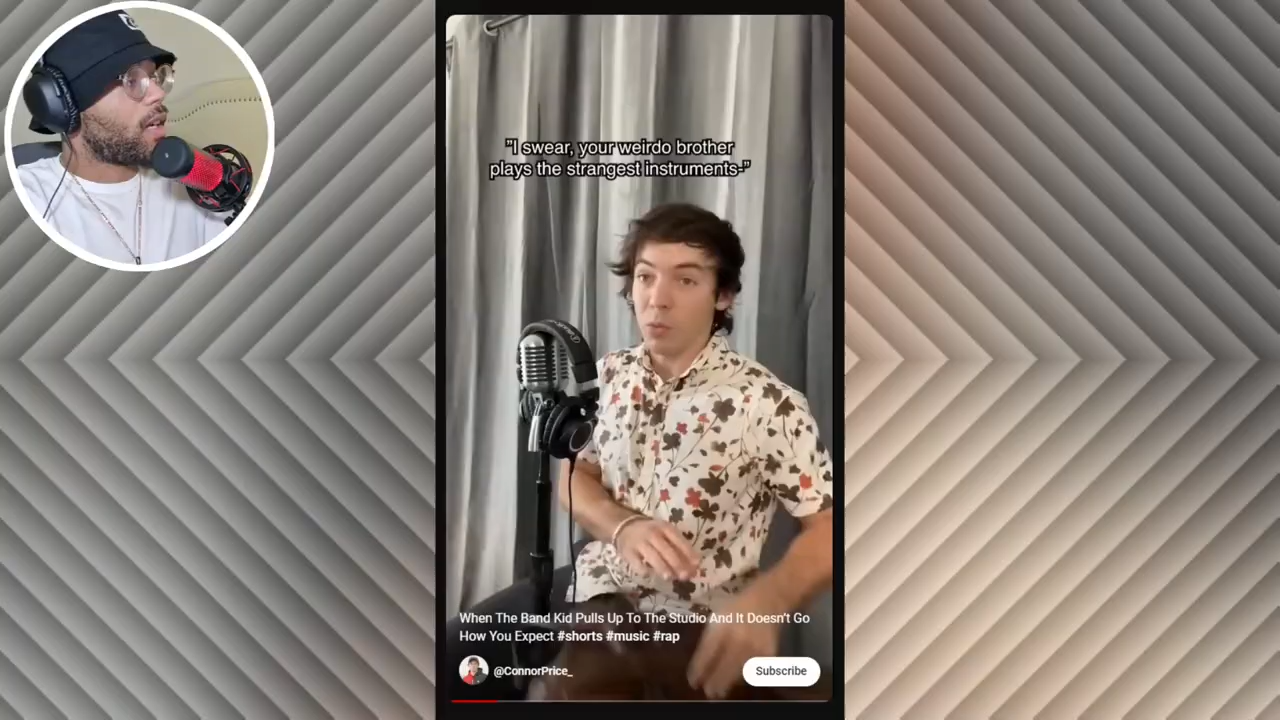 "I swear, your weirdo brother
plays the strangest instruments-"
When The Band Kid Pulls Up To The Studio And It Doesn't Go
How You Expect #shorts #music #rap
@ConnorPrice_
Subscribe